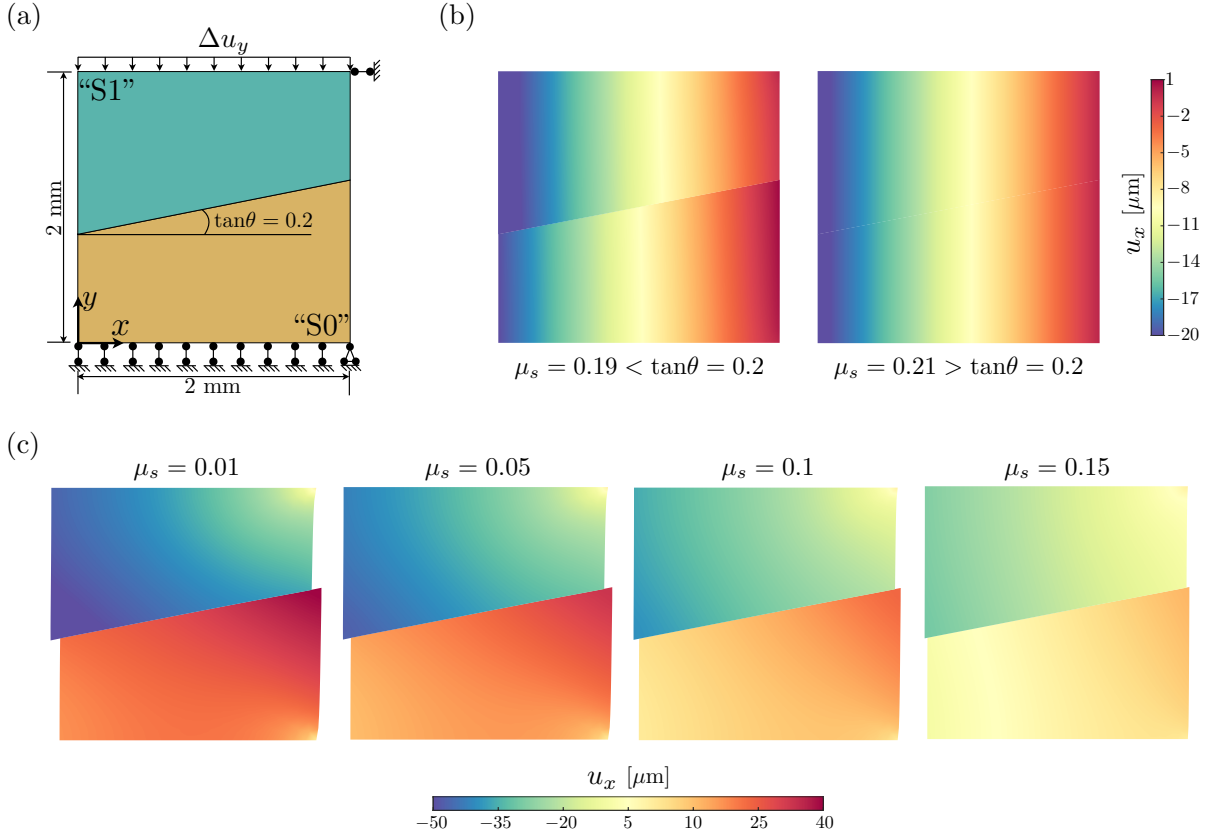 (a)
Δu_y
"S1"
2 mm
tanθ = 0.2
y
x
"S0"
2 mm
(b)
1
−2
−5
−8
−11
−14
−17
−20
u_x [μm]
μ_s = 0.19 < tanθ = 0.2
μ_s = 0.21 > tanθ = 0.2
(c)
μ_s = 0.01
μ_s = 0.05
μ_s = 0.1
μ_s = 0.15
u_x [μm]
−50 −35 −20 5 10 25 40